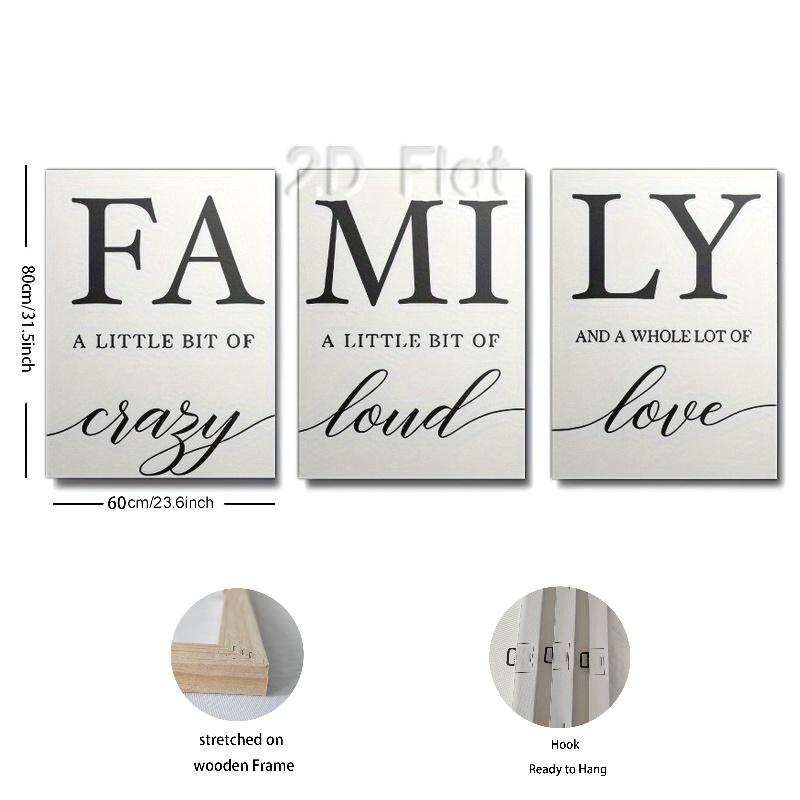 2D Flat
FA
A LITTLE BIT OF
crazy
MI
A LITTLE BIT OF
loud
LY
AND A WHOLE LOT OF
love
80cm/31.5inch
60cm/23.6inch
stretched on
wooden Frame
Hook
Ready to Hang